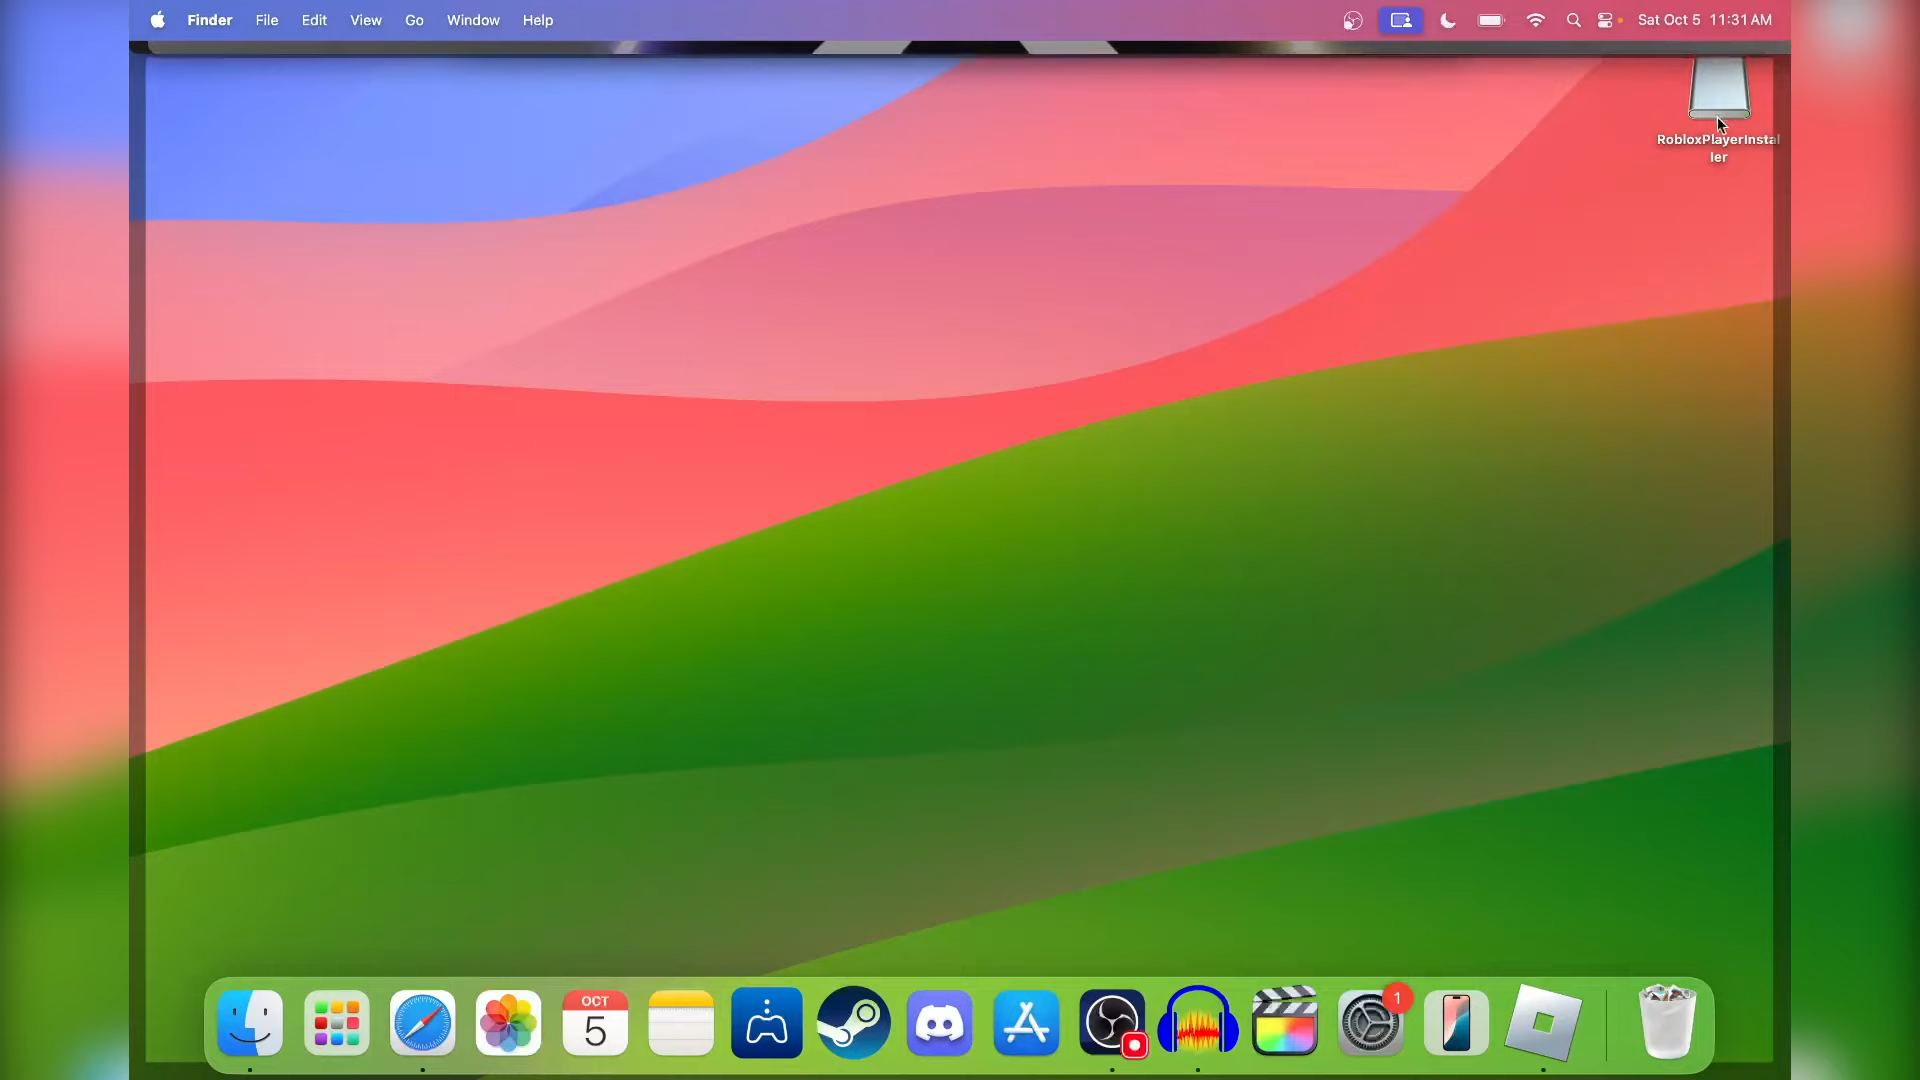 Finder File Edit View Go Window Help Sat Oct 5 11:31 AM
RobloxPlayerInstal
ler
OCT
5
1